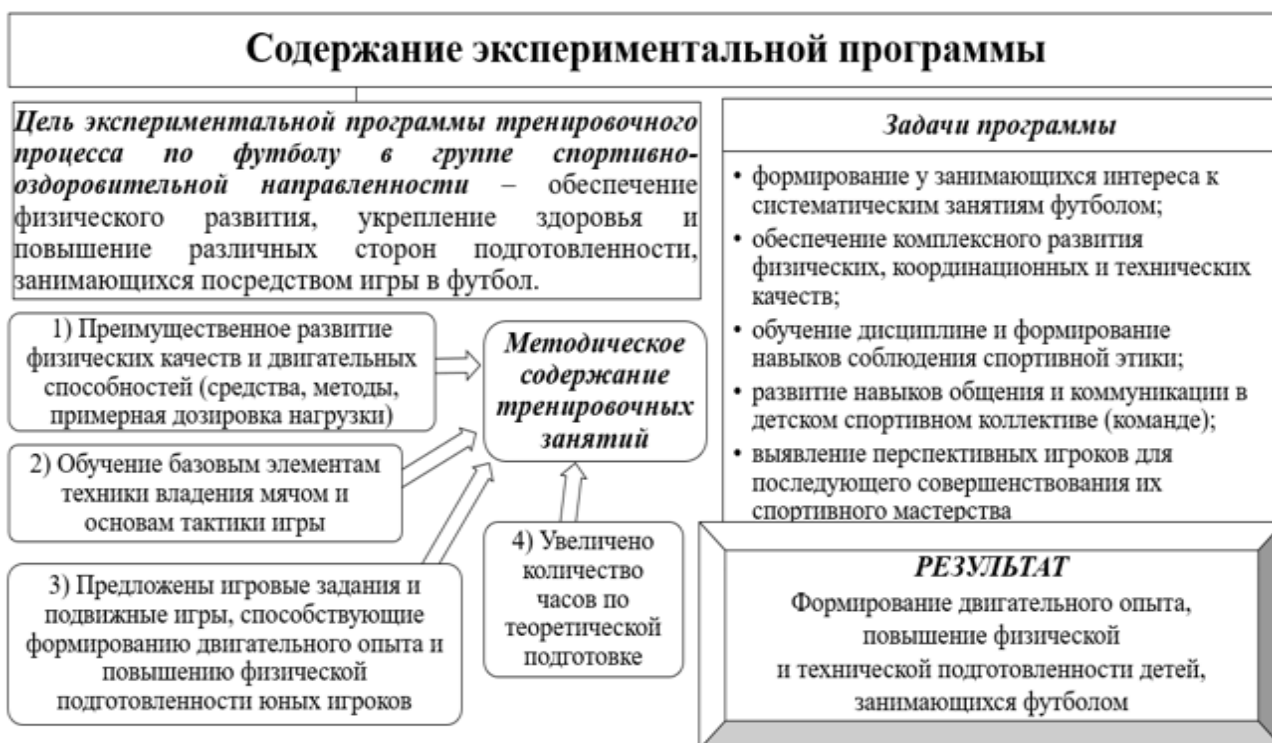 Содержание экспериментальной программы
Цель экспериментальной программы тренировочного
процесса по футболу в группе спортивно-
оздоровительной направленности – обеспечение
физического развития, укрепление здоровья и
повышение различных сторон подготовленности,
занимающихся посредством игры в футбол.
1) Преимущественное развитие
физических качеств и двигательных
способностей (средства, методы,
примерная дозировка нагрузки)
2) Обучение базовым элементам
техники владения мячом и
основам тактики игры
3) Предложены игровые задания и
подвижные игры, способствующие
формированию двигательного опыта и
повышению физической
подготовленности юных игроков
Методическое
содержание
тренировочных
занятий
4) Увеличено
количество
часов по
теоретической
подготовке
Задачи программы
• формирование у занимающихся интереса к
систематическим занятиям футболом;
• обеспечение комплексного развития
физических, координационных и технических
качеств;
• обучение дисциплине и формирование
навыков соблюдения спортивной этики;
• развитие навыков общения и коммуникации в
детском спортивном коллективе (команде);
• выявление перспективных игроков для
последующего совершенствования их
спортивного мастерства
РЕЗУЛЬТАТ
Формирование двигательного опыта,
повышение физической
и технической подготовленности детей,
занимающихся футболом